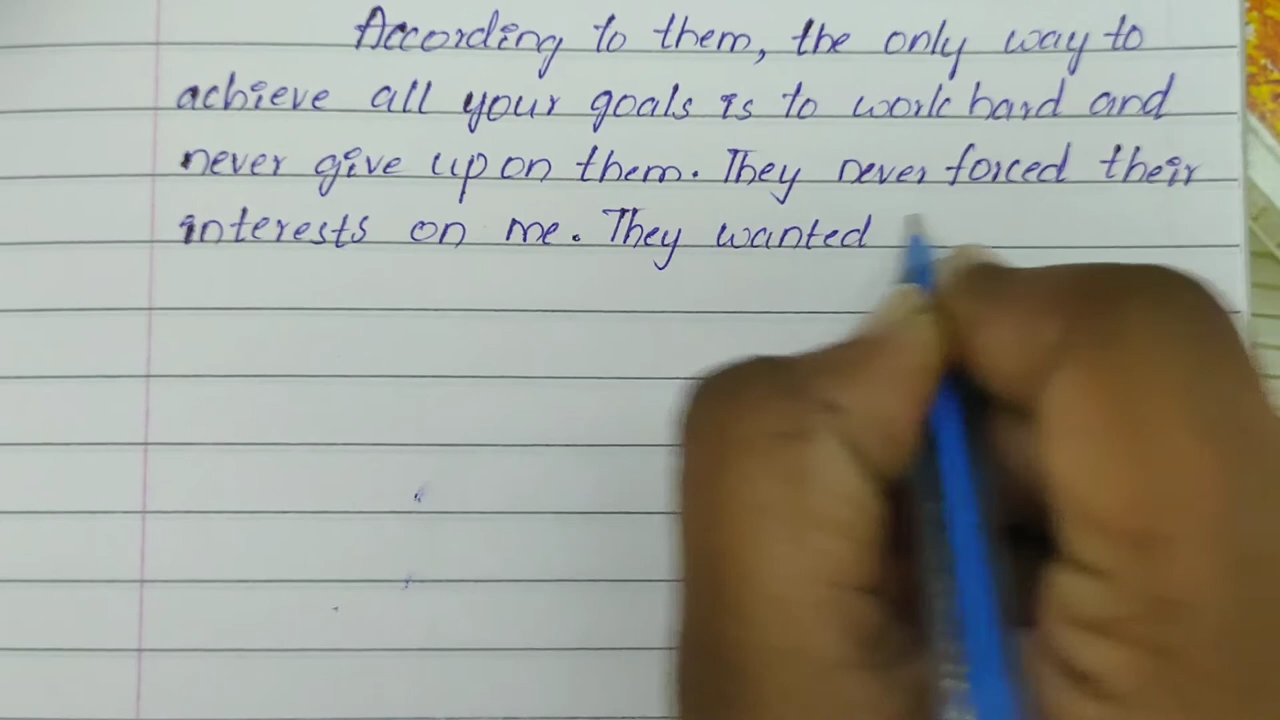 According to them, the only way to
achieve all your goals is to work hard and
never give up on them. They never forced their
interests on me. They wanted